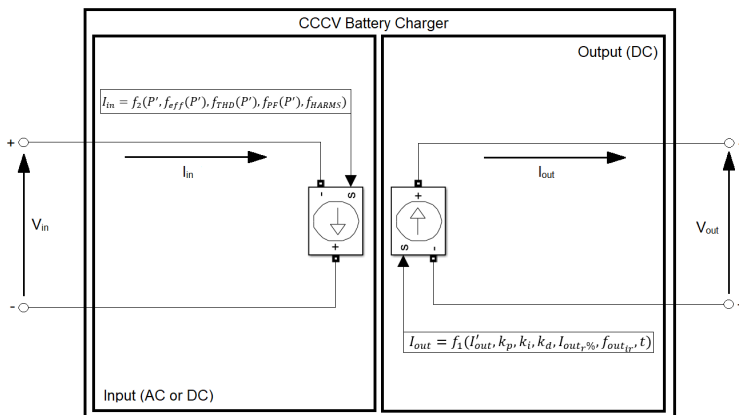 CCCV Battery Charger
Output (DC)
I_in = f_2(P', f_eff(P'), f_THD(P'), f_PF(P'), f_HARMS)
+
I_in
I_out
- s
+
V_in
V_out
+
s -
-
I_out = f_1(I'_out, k_p, k_i, k_d, I_out_r%, f_out_ir, t)
Input (AC or DC)